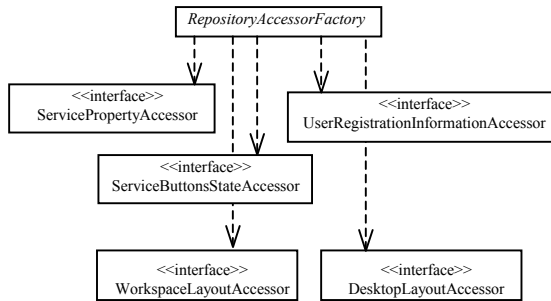 RepositoryAccessorFactory
<<interface>>
ServicePropertyAccessor
<<interface>>
UserRegistrationInformationAccessor
<<interface>>
ServiceButtonsStateAccessor
<<interface>>
WorkspaceLayoutAccessor
<<interface>>
DesktopLayoutAccessor